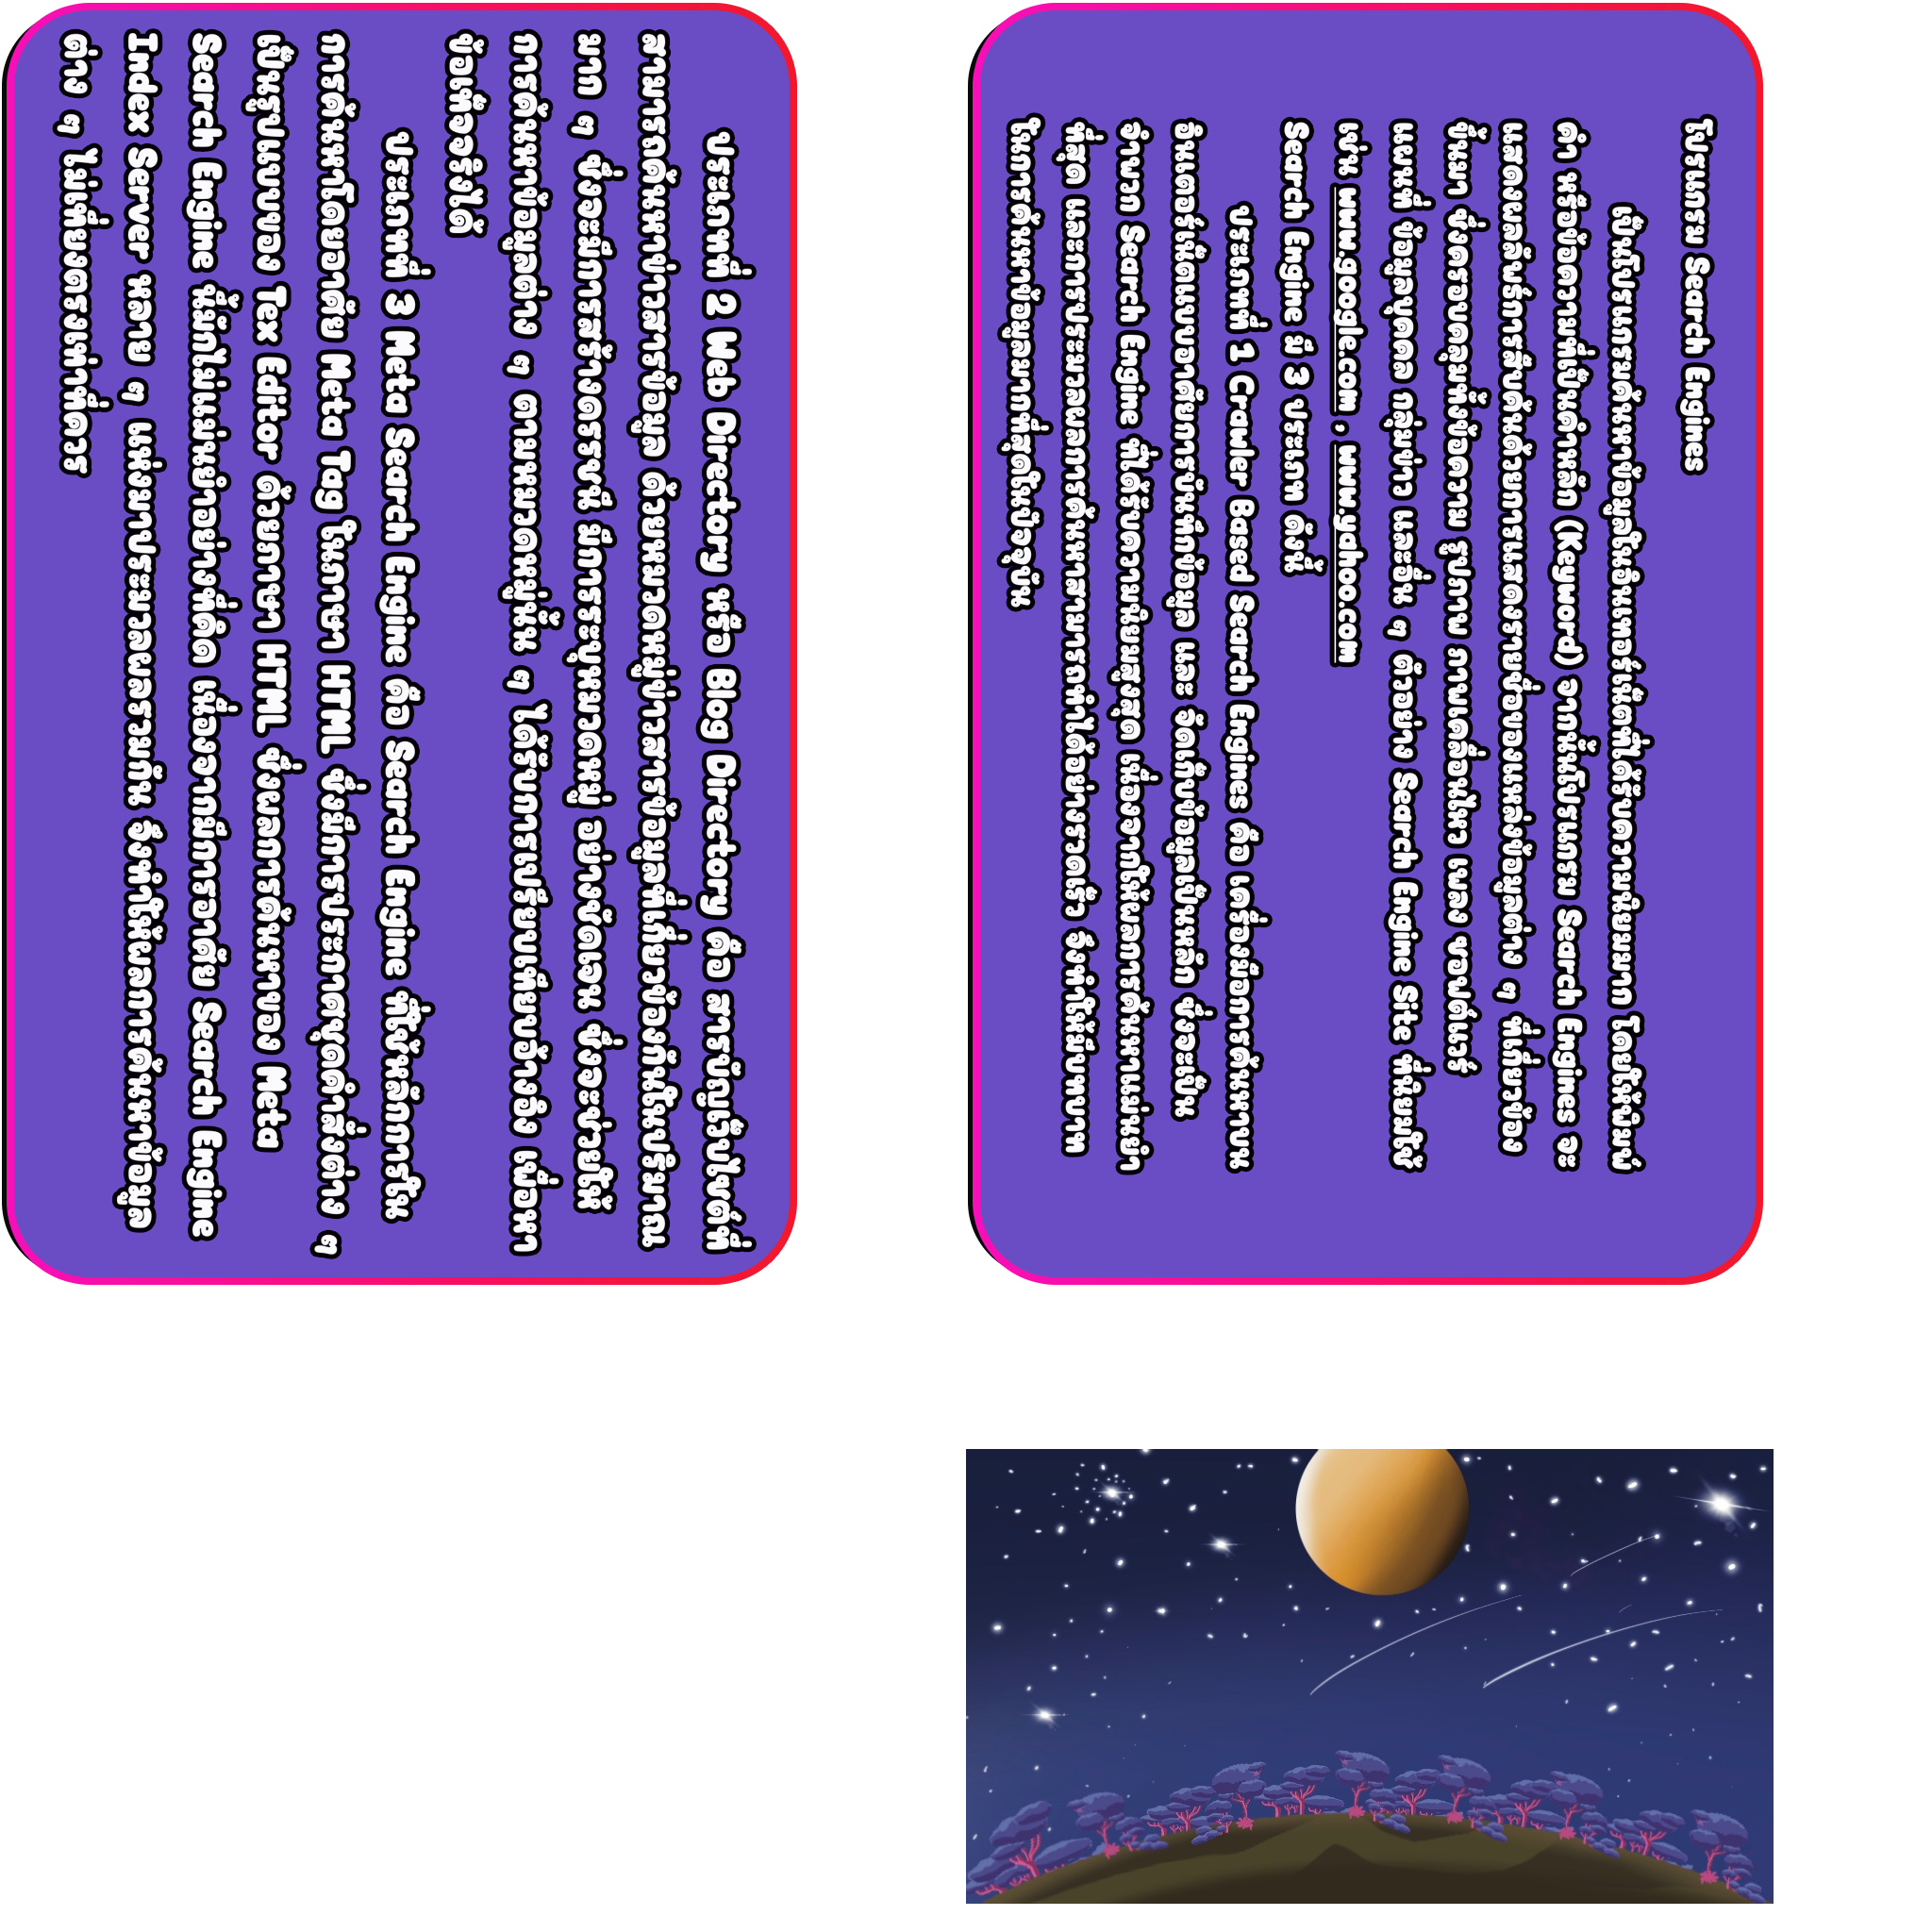 โปรแกรม Search Engines
เป็นโปรแกรมค้นหาข้อมูลในอินเทอร์เน็ตที่ได้รับความนิยมมาก โดยให้พิมพ์
คำ หรือข้อความที่เป็นคำหลัก (Keyword) จากนั้นโปรแกรม Search Engines จะ
แสดงผลลัพธ์การสืบค้นด้วยการแสดงรายชื่อของแหล่งข้อมูลต่าง ๆ ที่เกี่ยวข้อง
ขึ้นมา ซึ่งครอบคลุมทั้งข้อความ รูปภาพ ภาพเคลื่อนไหว เพลง ซอฟต์แวร์
แผนที่ ข้อมูลบุคคล กลุ่มข่าว และอื่น ๆ ตัวอย่าง Search Engine Site ที่นิยมใช้
เช่น www.google.com , www.yahoo.com
Search Engine มี 3 ประเภท ดังนี้
ประเภทที่ 1 Crawler Based Search Engines คือ เครื่องมือการค้นหาบน
อินเตอร์เน็ตแบบอาศัยการบันทึกข้อมูล และ จัดเก็บข้อมูลเป็นหลัก ซึ่งจะเป็น
จำพวก Search Engine ที่ได้รับความนิยมสูงสุด เนื่องจากให้ผลการค้นหาแม่นยำ
ที่สุด และการประมวลผลการค้นหาสามารถทำได้อย่างรวดเร็ว จึงทำให้มีบทบาท
ในการค้นหาข้อมูลมากที่สุดในปัจจุบัน
ประเภทที่ 2 Web Directory หรือ Blog Directory คือ สารบัญเว็บไซต์ที่
สามารถค้นหาข่าวสารข้อมูล ด้วยหมวดหมู่ข่าวสารข้อมูลที่เกี่ยวข้องกันในปริมาณ
มาก ๆ ซึ่งจะมีการสร้างดรรชนี มีการระบุหมวดหมู่ อย่างชัดเจน ซึ่งจะช่วยให้
การค้นหาข้อมูลต่าง ๆ ตามหมวดหมู่นั้น ๆ ได้รับการเปรียบเทียบอ้างอิง เพื่อหา
ข้อเท็จจริงได้
ประเภทที่ 3 Meta Search Engine คือ Search Engine ที่ใช้หลักการใน
การค้นหาโดยอาศัย Meta Tag ในภาษา HTML ซึ่งมีการประกาศชุดคำสั่งต่าง ๆ
เป็นรูปแบบของ Tex Editor ด้วยภาษา HTML ซึ่งผลการค้นหาของ Meta
Search Engine นี้มักไม่แม่นยำอย่างที่คิด เนื่องจากมีการอาศัย Search Engine
Index Server หลาย ๆ แห่งมาประมวลผลรวมกัน จึงทำให้ผลการค้นหาข้อมูล
ต่าง ๆ ไม่เที่ยงตรงเท่าที่ควร